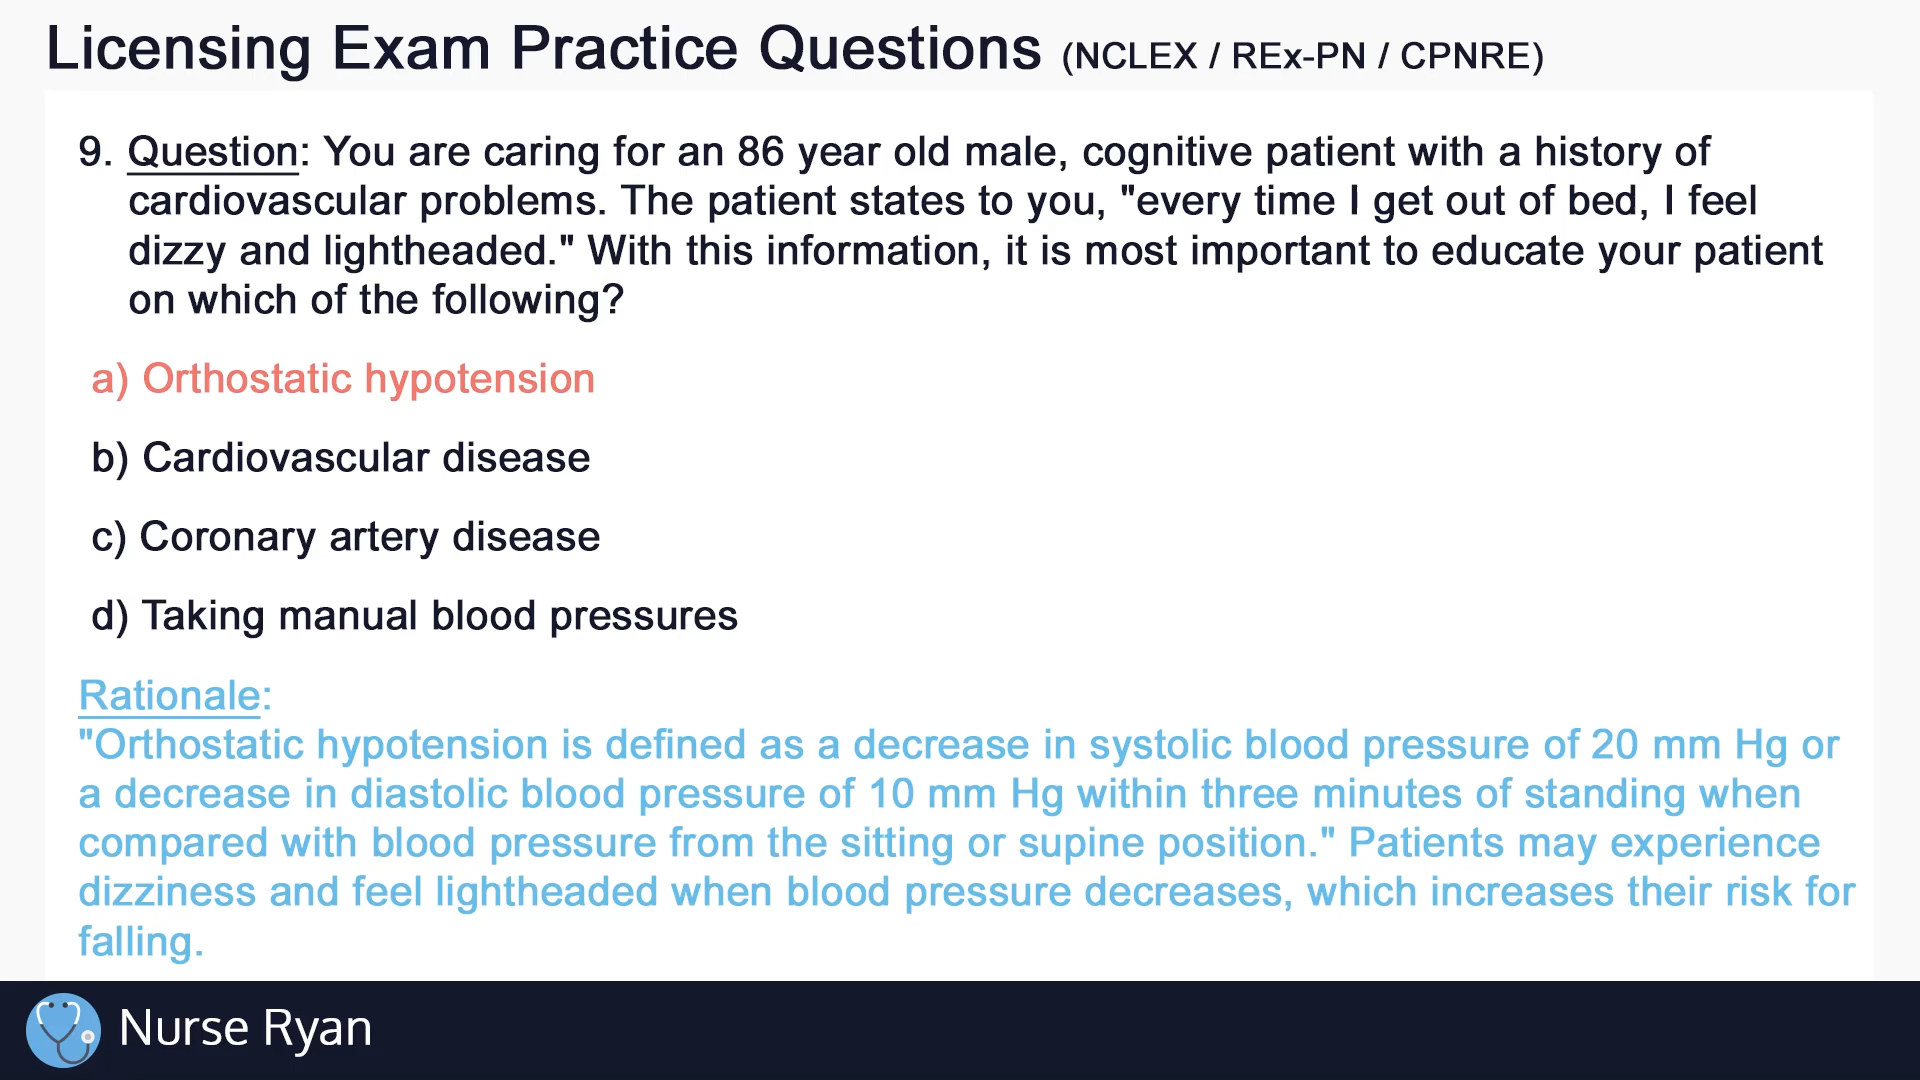 Licensing Exam Practice Questions (NCLEX / REx-PN / CPNRE)
9. Question: You are caring for an 86 year old male, cognitive patient with a history of
cardiovascular problems. The patient states to you, "every time I get out of bed, I feel
dizzy and lightheaded." With this information, it is most important to educate your patient
on which of the following?
a) Orthostatic hypotension
b) Cardiovascular disease
c) Coronary artery disease
d) Taking manual blood pressures
Rationale:
"Orthostatic hypotension is defined as a decrease in systolic blood pressure of 20 mm Hg or
a decrease in diastolic blood pressure of 10 mm Hg within three minutes of standing when
compared with blood pressure from the sitting or supine position." Patients may experience
dizziness and feel lightheaded when blood pressure decreases, which increases their risk for
falling.
Nurse Ryan